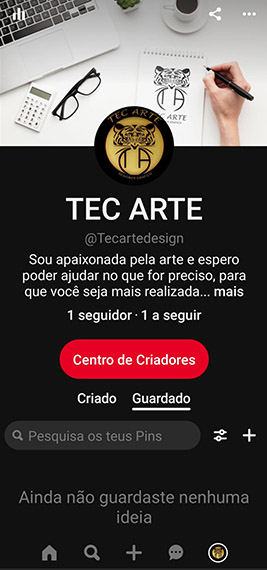 TEC ARTE
TA
TEC ARTE
TA
TEC ARTE
@Tecartedesign
Sou apaixonada pela arte e espero
poder ajudar no que for preciso, para
que você seja mais realizada... mais
1 seguidor · 1 a seguir
Centro de Criadores
Criado Guardado
Pesquisa os teus Pins
Ainda não guardaste nenhuma
ideia